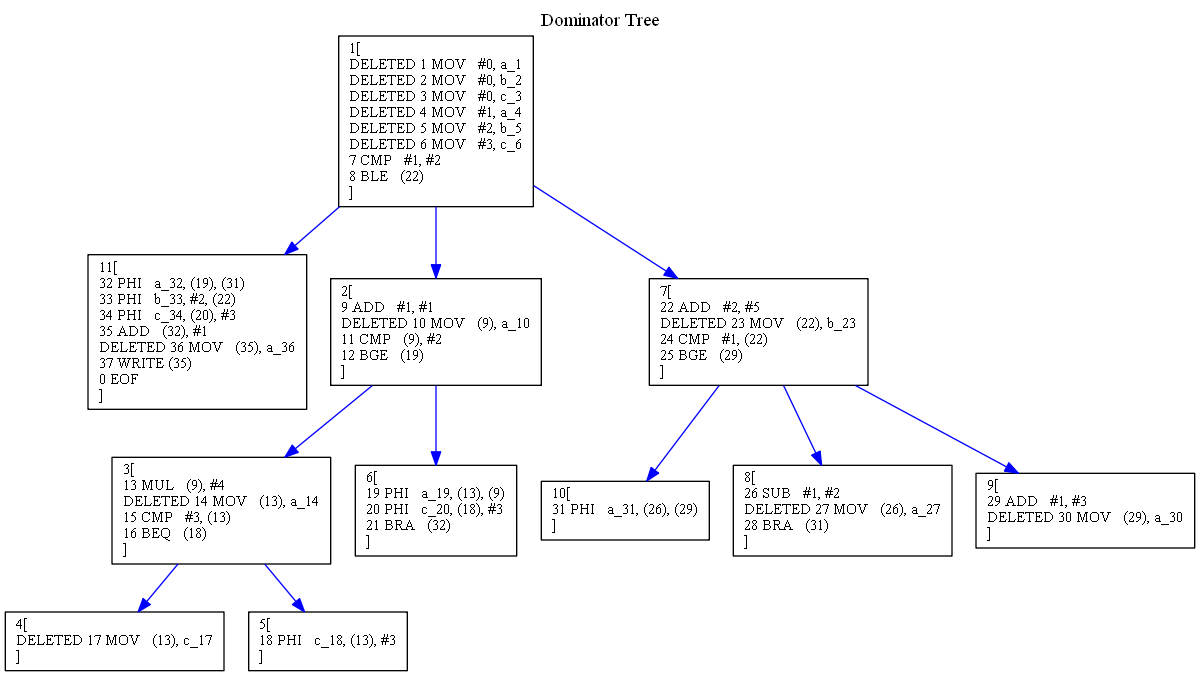 Dominator Tree
1[
DELETED 1 MOV #0, a_1
DELETED 2 MOV #0, b_2
DELETED 3 MOV #0, c_3
DELETED 4 MOV #1, a_4
DELETED 5 MOV #2, b_5
DELETED 6 MOV #3, c_6
7 CMP #1, #2
8 BLE (22)
]
11[
32 PHI a_32, (19), (31)
33 PHI b_33, #2, (22)
34 PHI c_34, (20), #3
35 ADD (32), #1
DELETED 36 MOV (35), a_36
37 WRITE (35)
0 EOF
]
2[
9 ADD #1, #1
DELETED 10 MOV (9), a_10
11 CMP (9), #2
12 BGE (19)
]
7[
22 ADD #2, #5
DELETED 23 MOV (22), b_23
24 CMP #1, (22)
25 BGE (29)
]
3[
13 MUL (9), #4
DELETED 14 MOV (13), a_14
15 CMP #3, (13)
16 BEQ (18)
]
6[
19 PHI a_19, (13), (9)
20 PHI c_20, (18), #3
21 BRA (32)
]
10[
31 PHI a_31, (26), (29)
]
8[
26 SUB #1, #2
DELETED 27 MOV (26), a_27
28 BRA (31)
]
9[
29 ADD #1, #3
DELETED 30 MOV (29), a_30
]
4[
DELETED 17 MOV (13), c_17
]
5[
18 PHI c_18, (13), #3
]